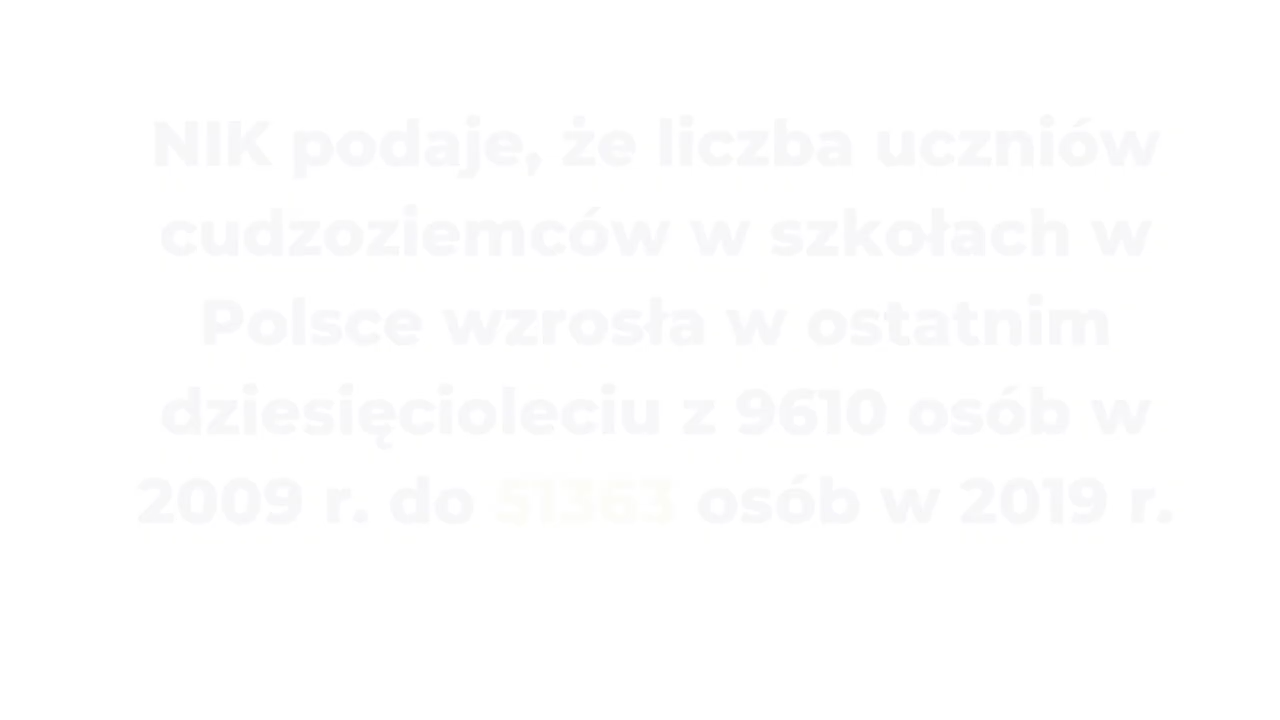 NIK podaje, że liczba uczniów
cudzoziemców w szkołach w
Polsce wzrosła w ostatnim
dziesięcioleciu z 9610 osób w
2009 r. do 51363 osób w 2019 r.